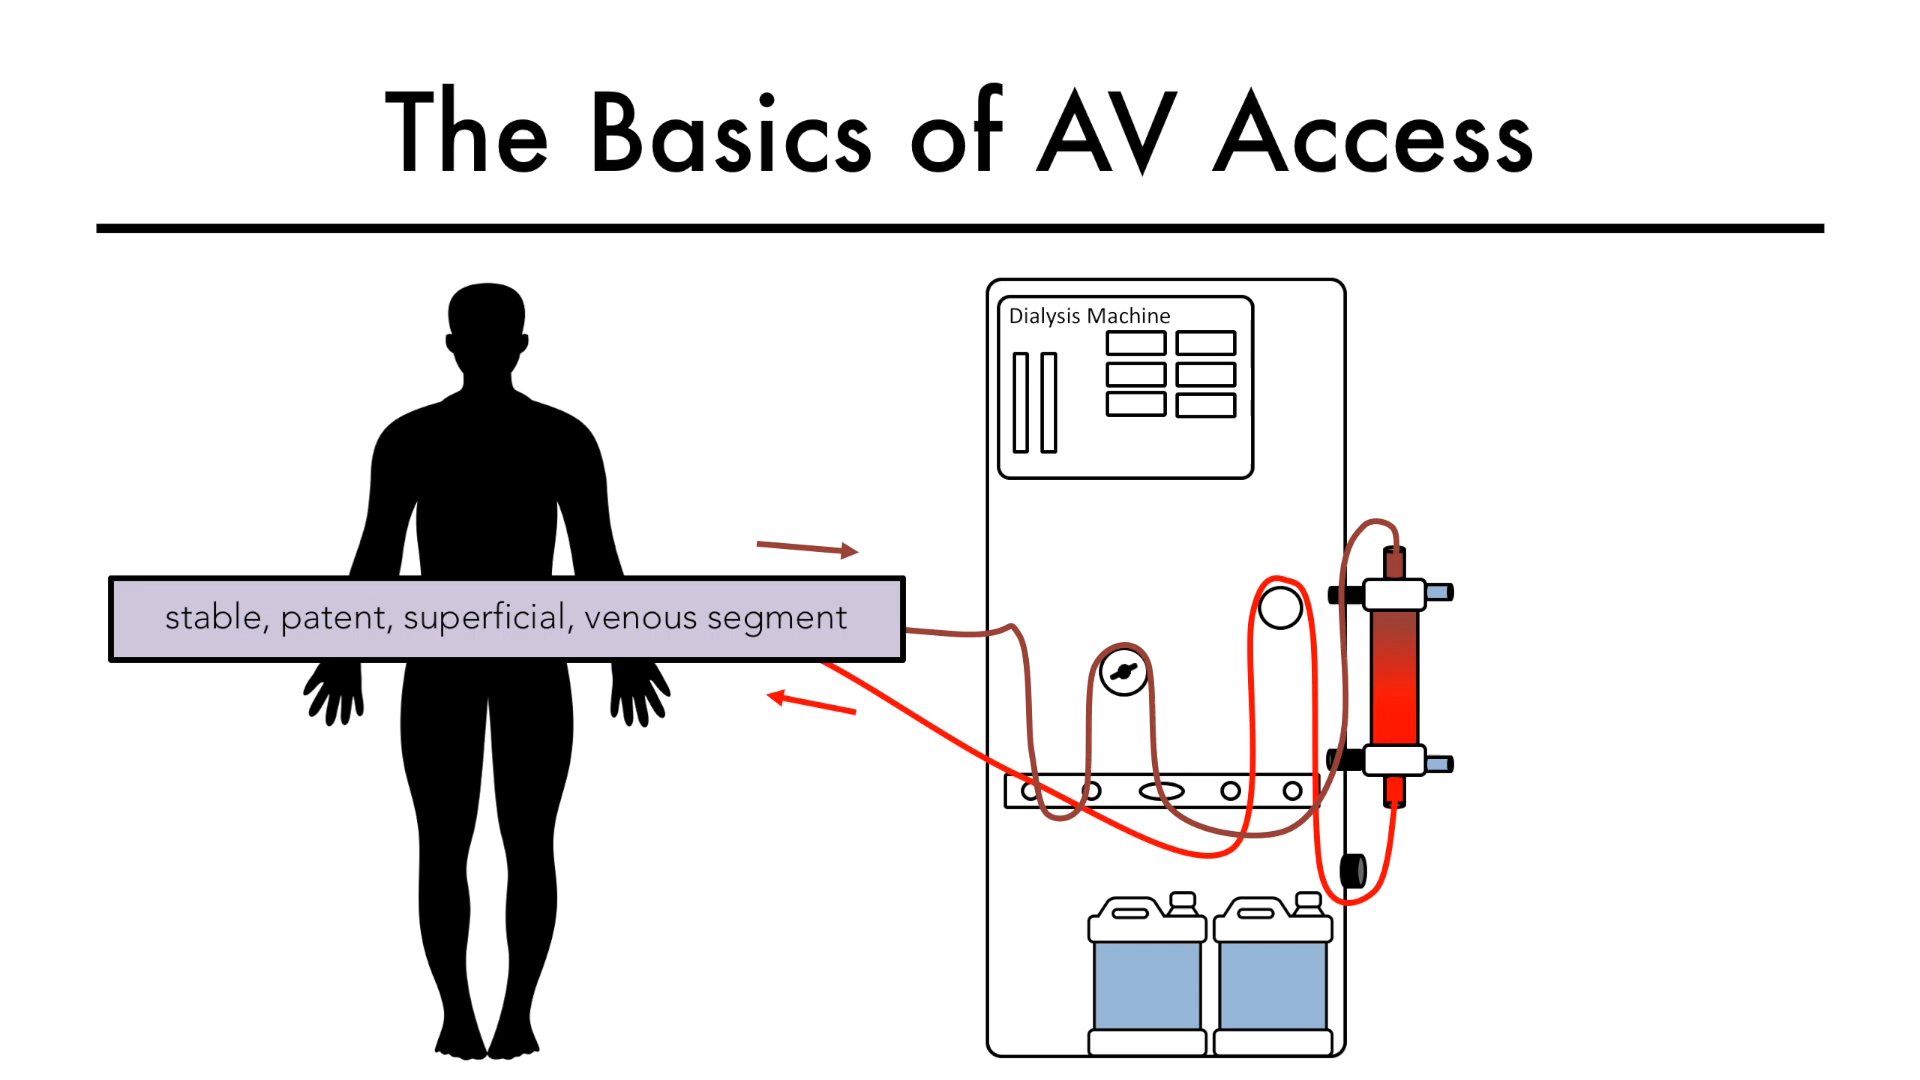 The Basics of AV Access
Dialysis Machine
stable, patent, superficial, venous segment